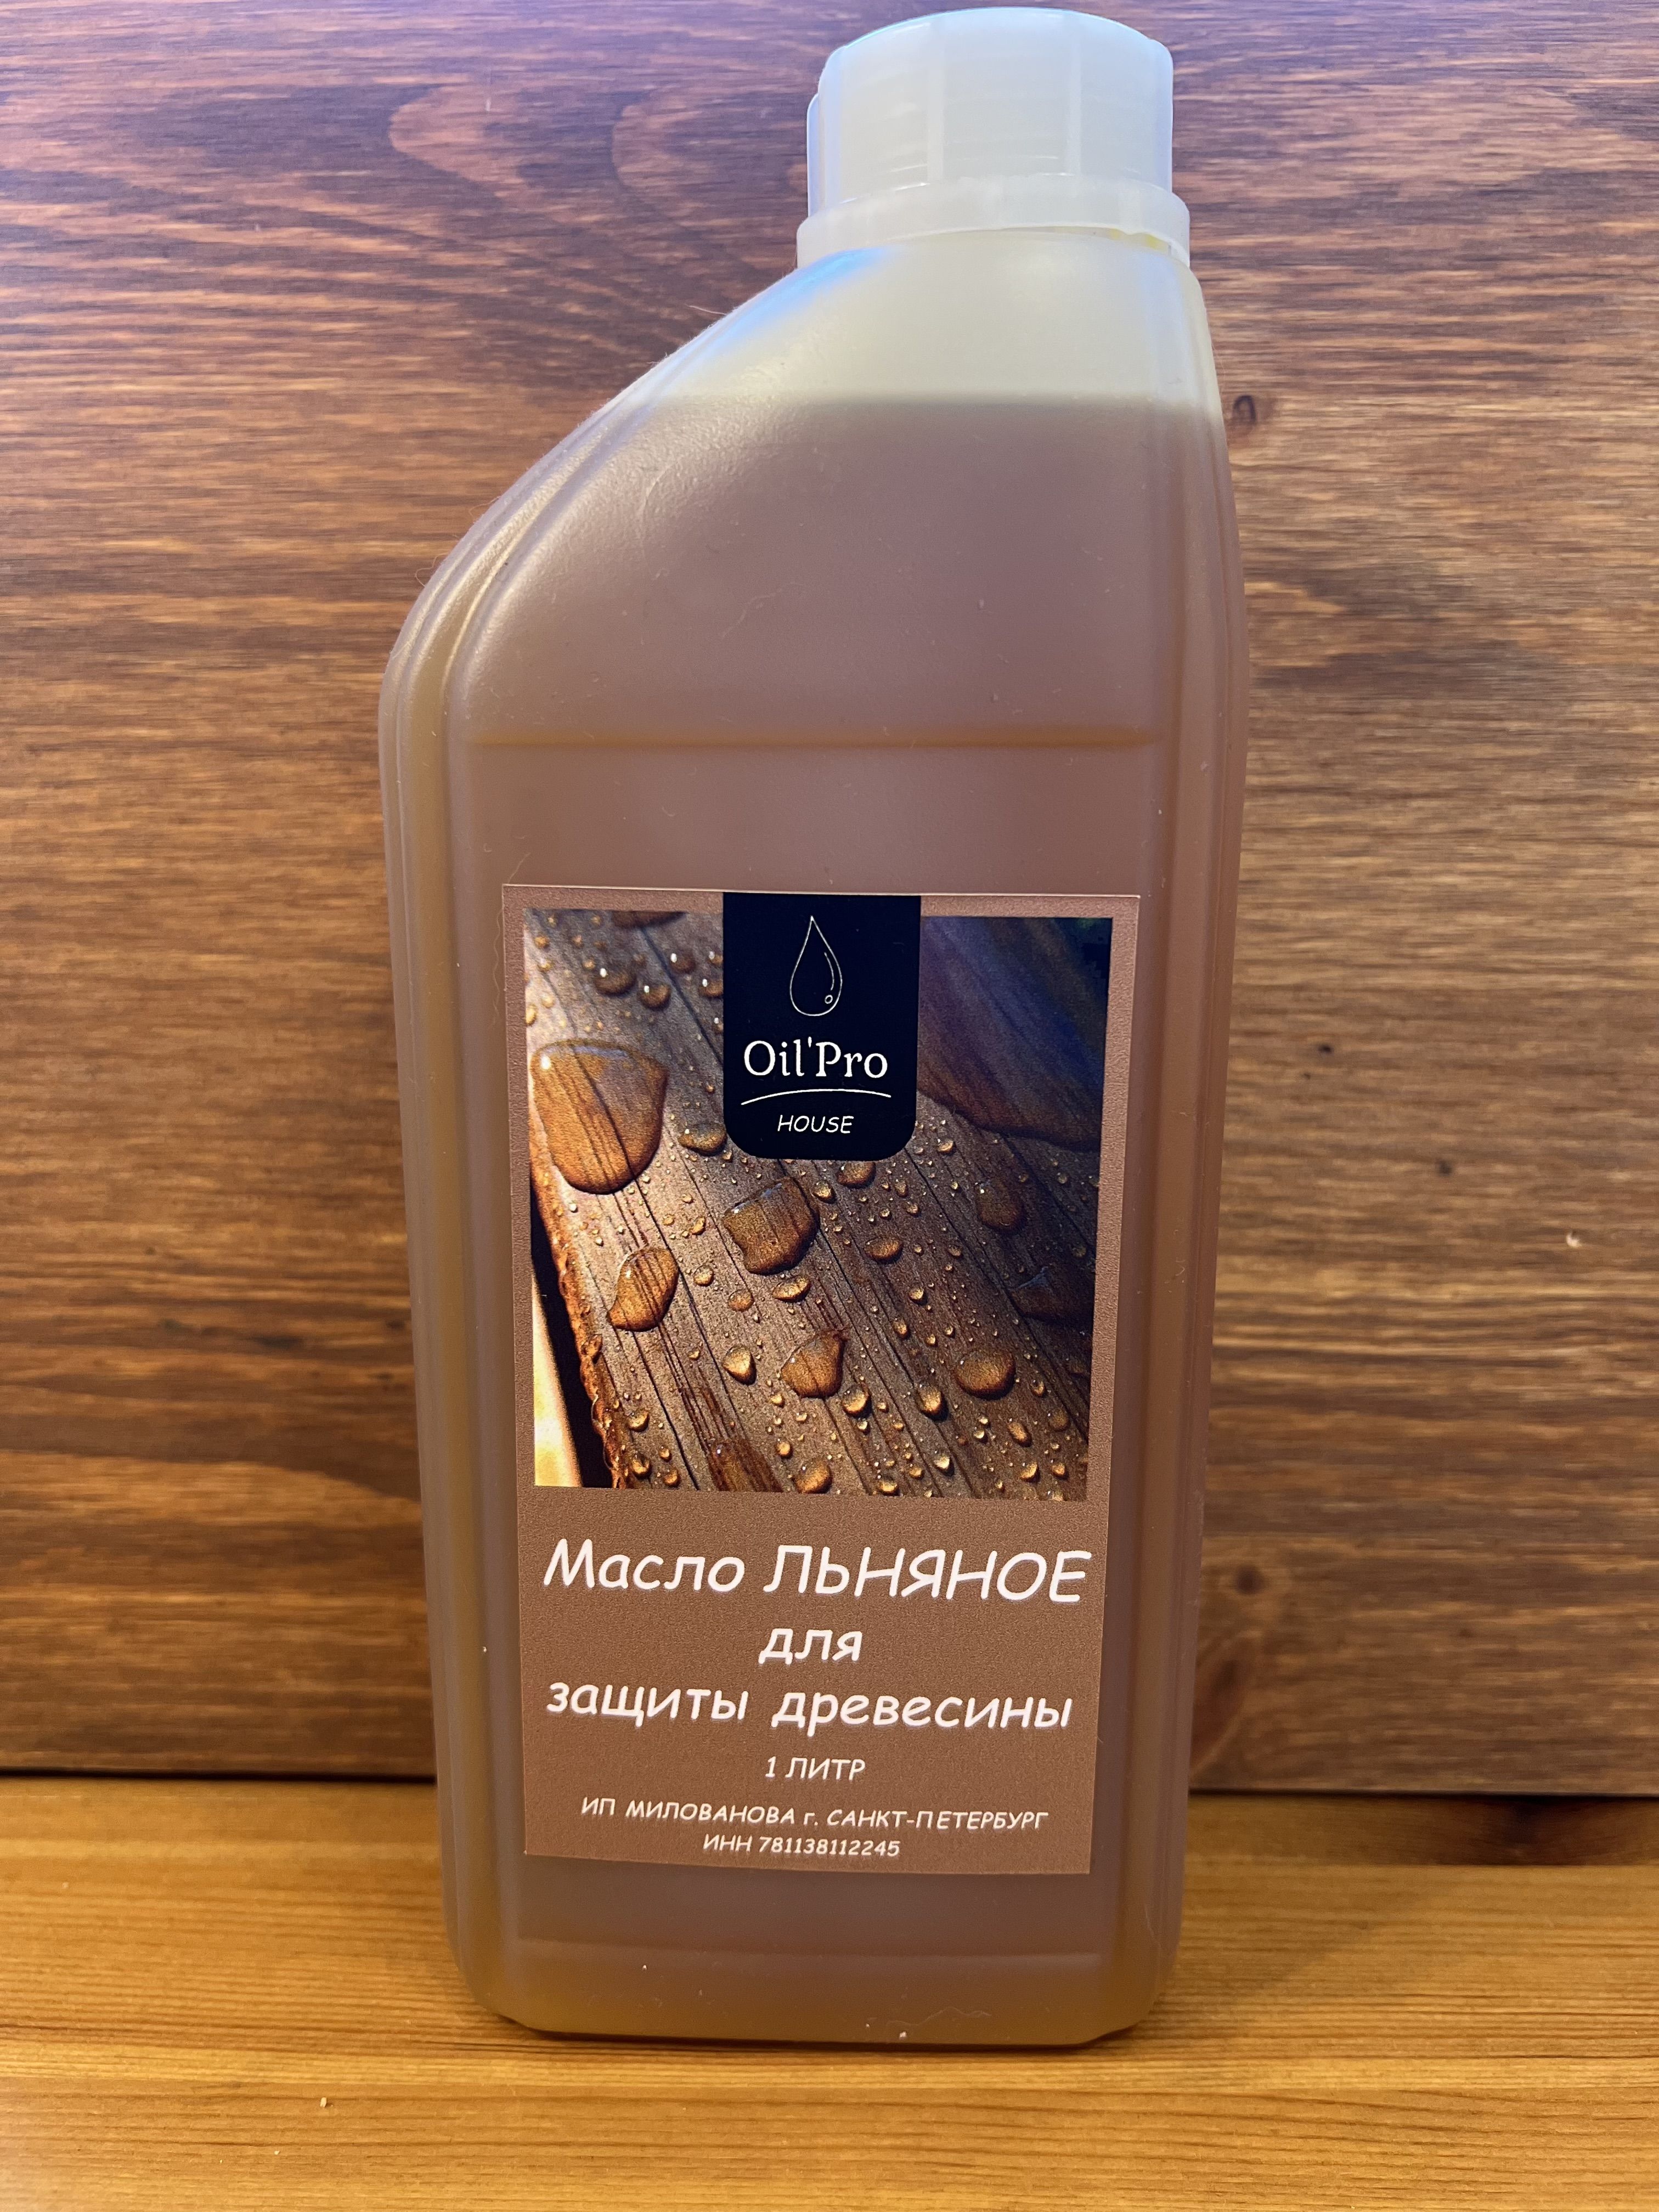 Oil'Pro
HOUSE
Масло ЛЬНЯНОЕ
для
защиты древесины
1 ЛИТР
ИП МИЛОВАНОВА г. САНКТ-ПЕТЕРБУРГ
ИНН 781138112245